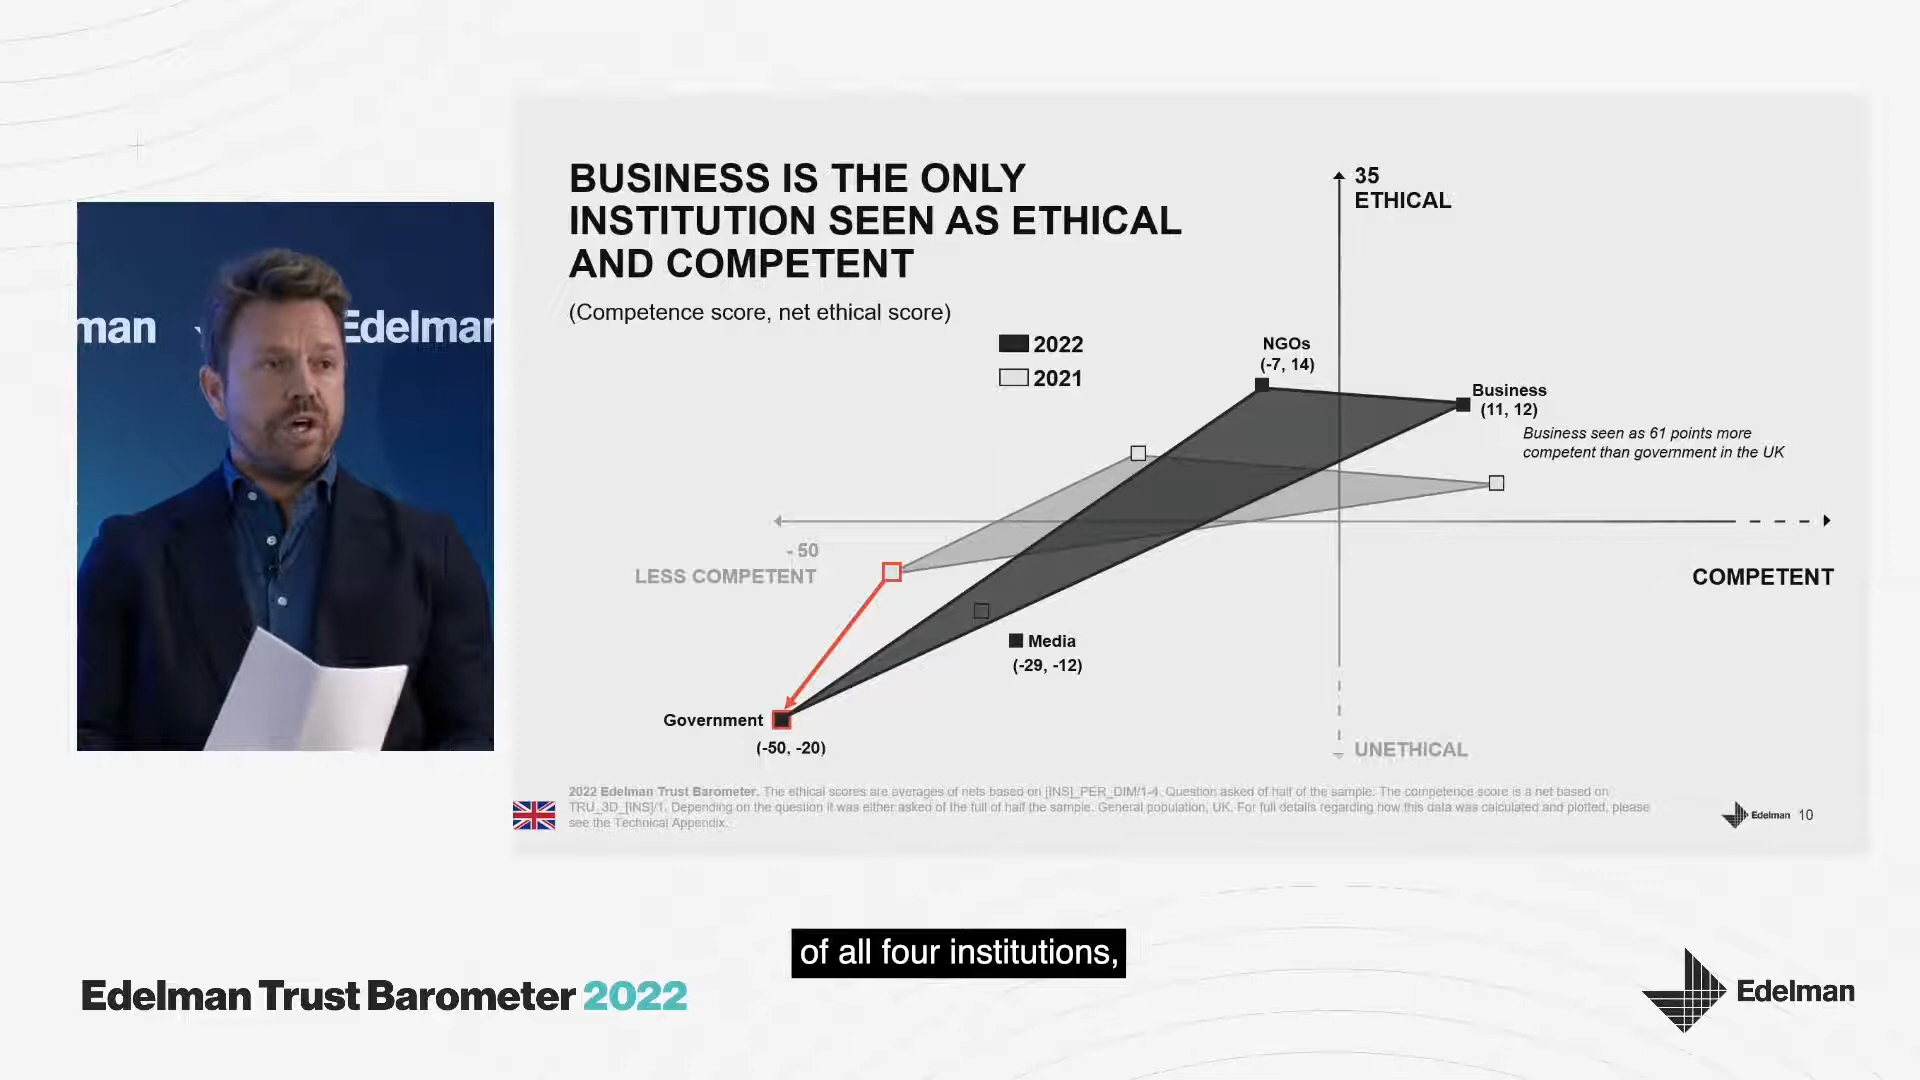 BUSINESS IS THE ONLY
INSTITUTION SEEN AS ETHICAL
AND COMPETENT
(Competence score, net ethical score)
2022
2021
35
ETHICAL
NGOs
(-7, 14)
Business
(11, 12)
Business seen as 61 points more
competent than government in the UK
- 50
LESS COMPETENT
COMPETENT
Media
(-29, -12)
Government
(-50, -20)
UNETHICAL
2022 Edelman Trust Barometer. The ethical scores are averages of nets based on [INS]_PER_DIM/1-4. Question asked of half of the sample. The competence score is a net based on
TRU_3D_[INS]/1. Depending on the question it was either asked of the full of half the sample. General population, UK. For full details regarding how this data was calculated and plotted, please
see the Technical Appendix.
Edelman 10
man
Edelman
of all four institutions,
Edelman Trust Barometer 2022
Edelman